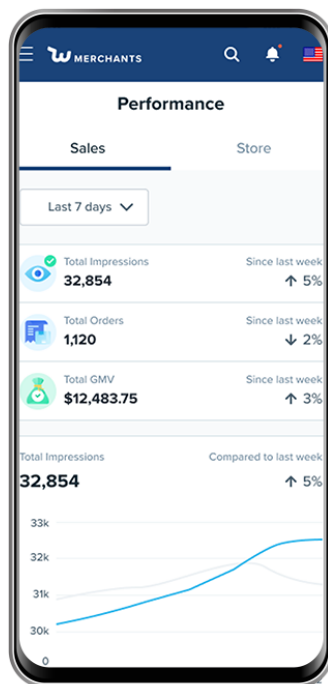 MERCHANTS
Performance
Sales Store
Last 7 days
Total Impressions Since last week
32,854 5%
Total Orders Since last week
1,120 2%
Total GMV Since last week
$12,483.75 3%
Total Impressions Compared to last week
32,854 5%
33k
32k
31k
30k
0